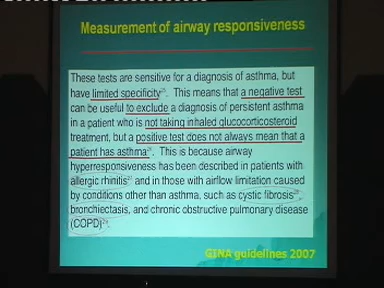 Measurement of airway responsiveness
These tests are sensitive for a diagnosis of asthma, but
have limited specificity. This means that a negative test
can be useful to exclude a diagnosis of persistent asthma
in a patient who is not taking inhaled glucocorticosteroid
treatment, but a positive test does not always mean that a
patient has asthma. This is because airway
hyperresponsiveness has been described in patients with
allergic rhinitis and in those with airflow limitation caused
by conditions other than asthma, such as cystic fibrosis,
bronchiectasis, and chronic obstructive pulmonary disease
(COPD).
GINA guidelines 2007